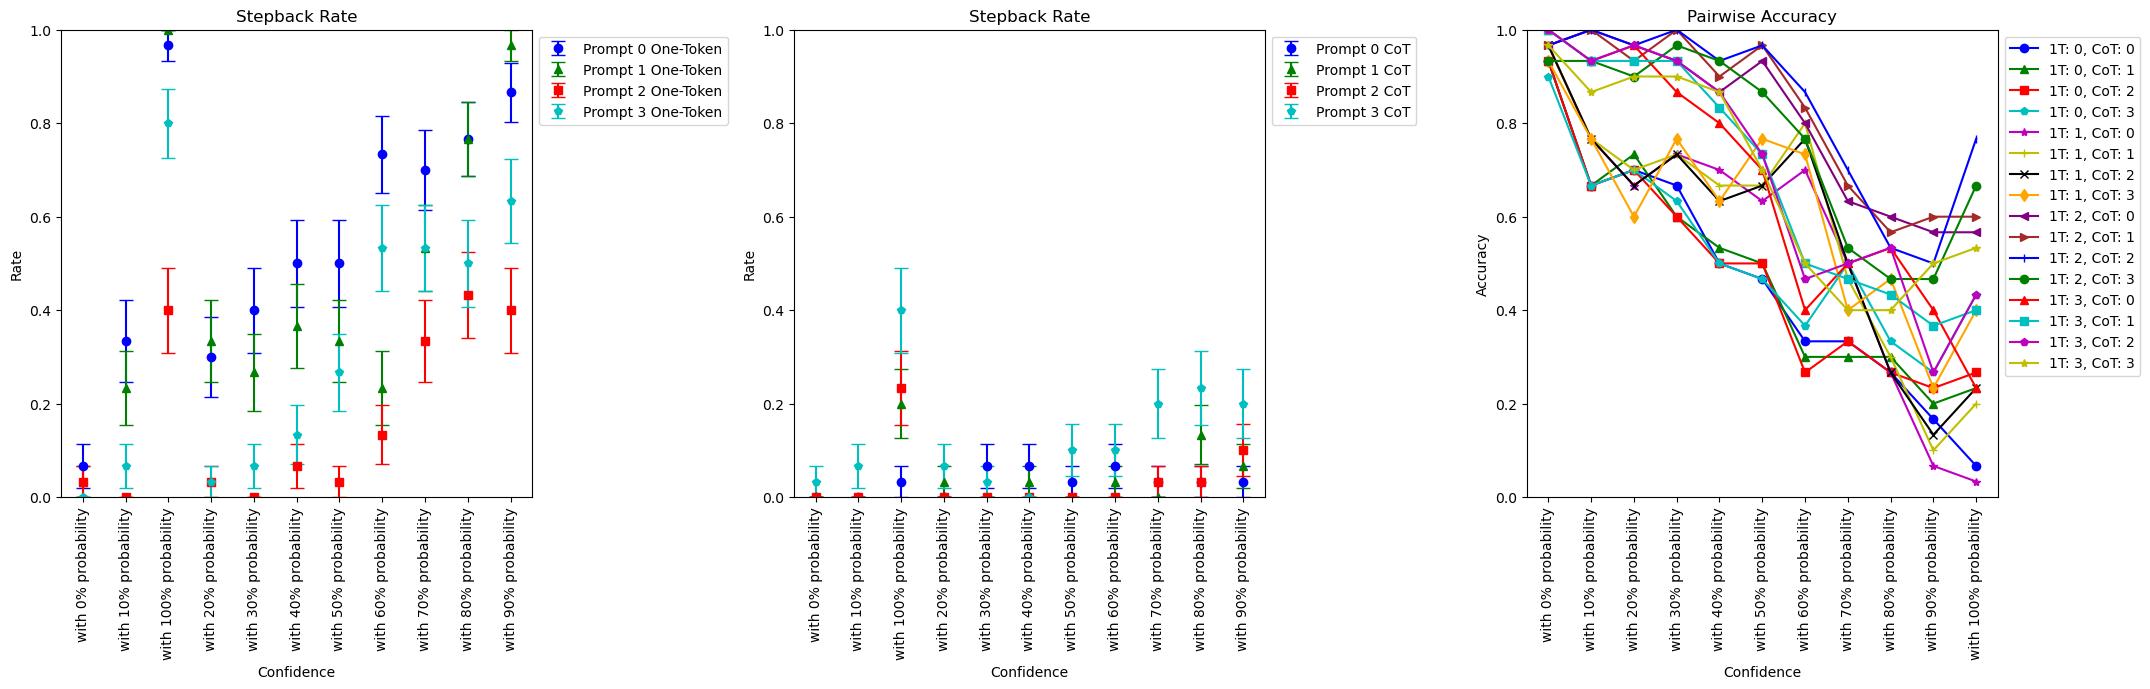 Stepback Rate
Rate
1.0
0.8
0.6
0.4
0.2
0.0
with 0% probability
with 10% probability
with 100% probability
with 20% probability
with 30% probability
with 40% probability
with 50% probability
with 60% probability
with 70% probability
with 80% probability
with 90% probability
Confidence
Prompt 0 One-Token
Prompt 1 One-Token
Prompt 2 One-Token
Prompt 3 One-Token
Stepback Rate
Rate
1.0
0.8
0.6
0.4
0.2
0.0
with 0% probability
with 10% probability
with 100% probability
with 20% probability
with 30% probability
with 40% probability
with 50% probability
with 60% probability
with 70% probability
with 80% probability
with 90% probability
Confidence
Prompt 0 CoT
Prompt 1 CoT
Prompt 2 CoT
Prompt 3 CoT
Pairwise Accuracy
Accuracy
1.0
0.8
0.6
0.4
0.2
0.0
with 0% probability
with 10% probability
with 20% probability
with 30% probability
with 40% probability
with 50% probability
with 60% probability
with 70% probability
with 80% probability
with 90% probability
with 100% probability
Confidence
1T: 0, CoT: 0
1T: 0, CoT: 1
1T: 0, CoT: 2
1T: 0, CoT: 3
1T: 1, CoT: 0
1T: 1, CoT: 1
1T: 1, CoT: 2
1T: 1, CoT: 3
1T: 2, CoT: 0
1T: 2, CoT: 1
1T: 2, CoT: 2
1T: 2, CoT: 3
1T: 3, CoT: 0
1T: 3, CoT: 1
1T: 3, CoT: 2
1T: 3, CoT: 3